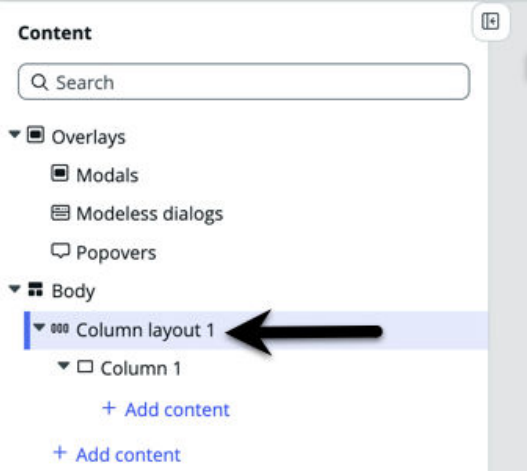 Content
Search
Overlays
Modals
Modeless dialogs
Popovers
Body
Column layout 1
Column 1
+ Add content
+ Add content